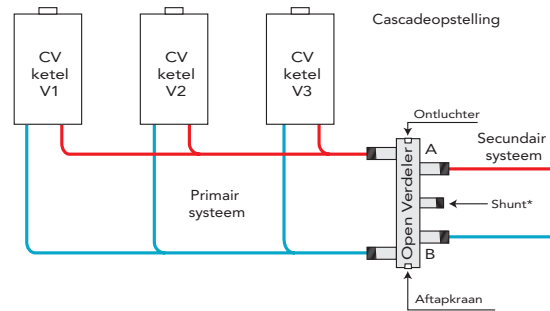 Cascadeopstelling
CV
ketel
V1
CV
ketel
V2
CV
ketel
V3
Ontluchter
A
Secundair
systeem
Primair
systeem
Open Verdeler
Shunt*
B
Aftapkraan